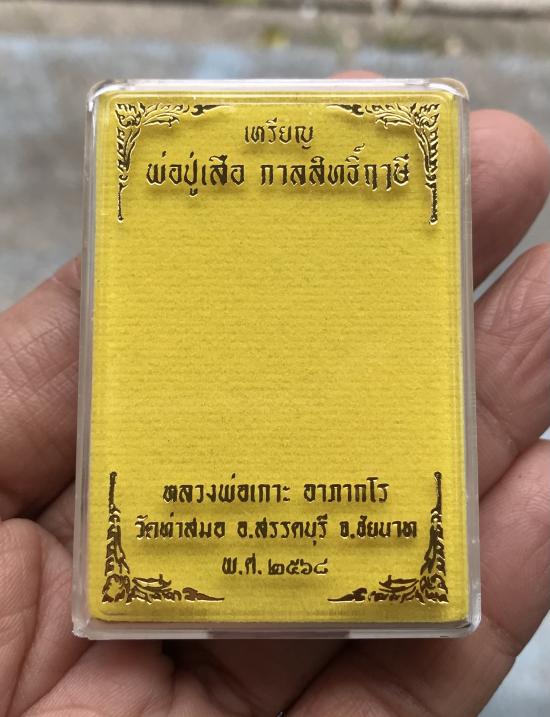 เหรียญ
พ่อปู่เสือ กาลสิทธิ์ฤาษี
หลวงพ่อเกาะ อาภากโร
วัดท่าสมอ อ.สรรคบุรี จ.ชัยนาท
พ.ศ. ๒๕๖๘